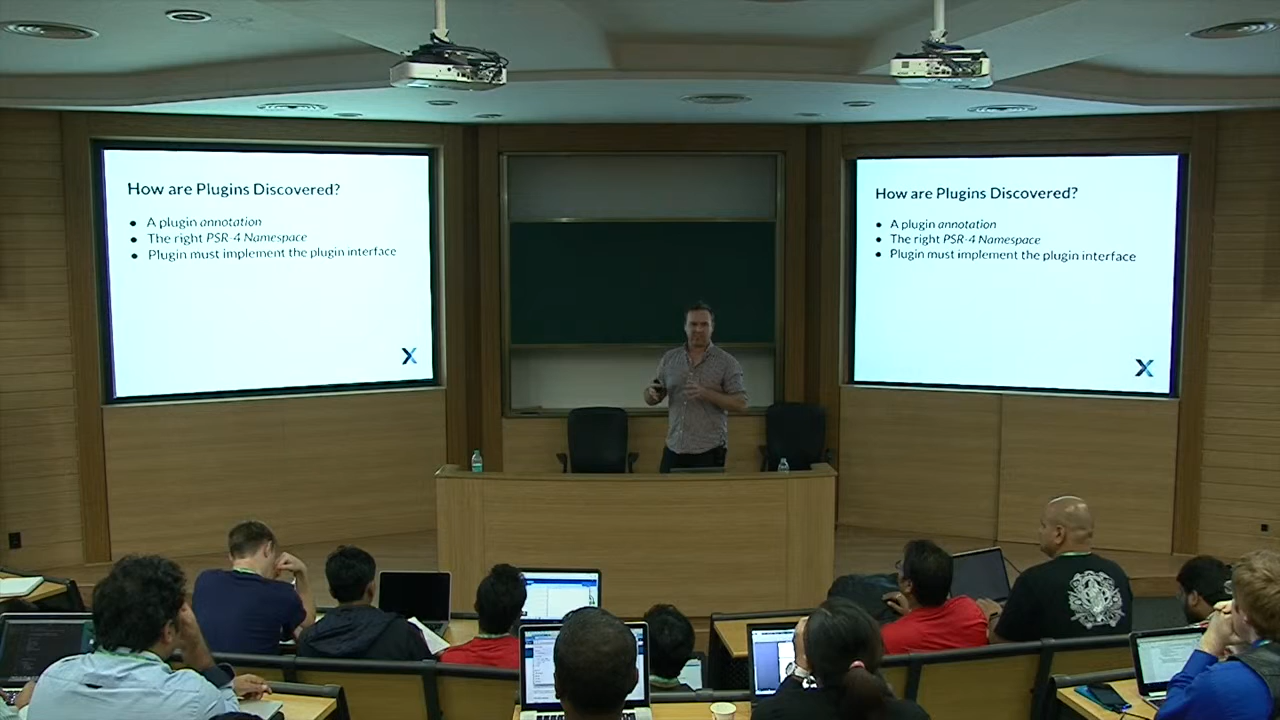 How are Plugins Discovered?
● A plugin annotation
● The right PSR-4 Namespace
● Plugin must implement the plugin interface
X
How are Plugins Discovered?
● A plugin annotation
● The right PSR-4 Namespace
● Plugin must implement the plugin interface
X